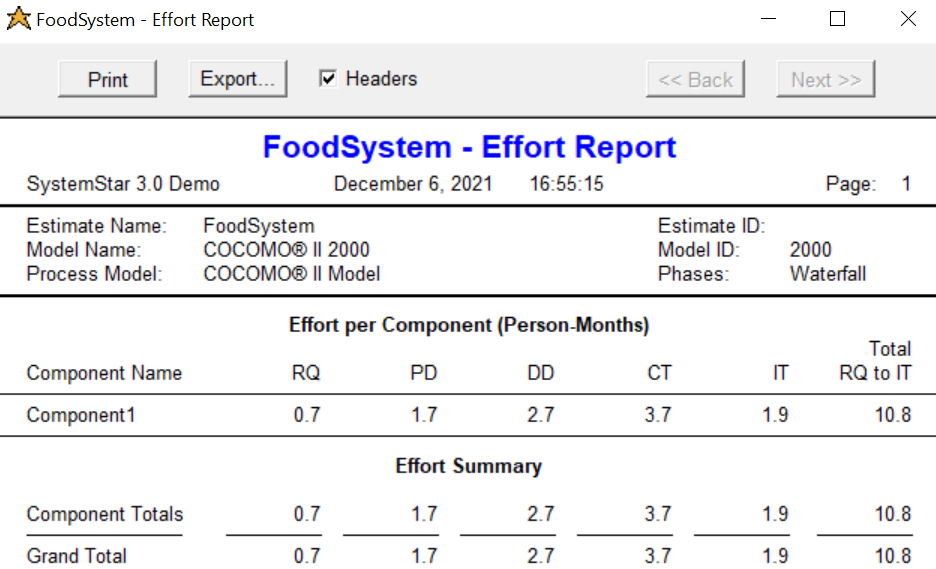 FoodSystem - Effort Report
Print Export... Headers << Back Next >>
FoodSystem - Effort Report
SystemStar 3.0 Demo December 6, 2021 16:55:15 Page: 1
Estimate Name: FoodSystem Estimate ID:
Model Name: COCOMO® II 2000 Model ID: 2000
Process Model: COCOMO® II Model Phases: Waterfall
Effort per Component (Person-Months)
Total
Component Name RQ PD DD CT IT RQ to IT
Component1 0.7 1.7 2.7 3.7 1.9 10.8
Effort Summary
Component Totals 0.7 1.7 2.7 3.7 1.9 10.8
Grand Total 0.7 1.7 2.7 3.7 1.9 10.8